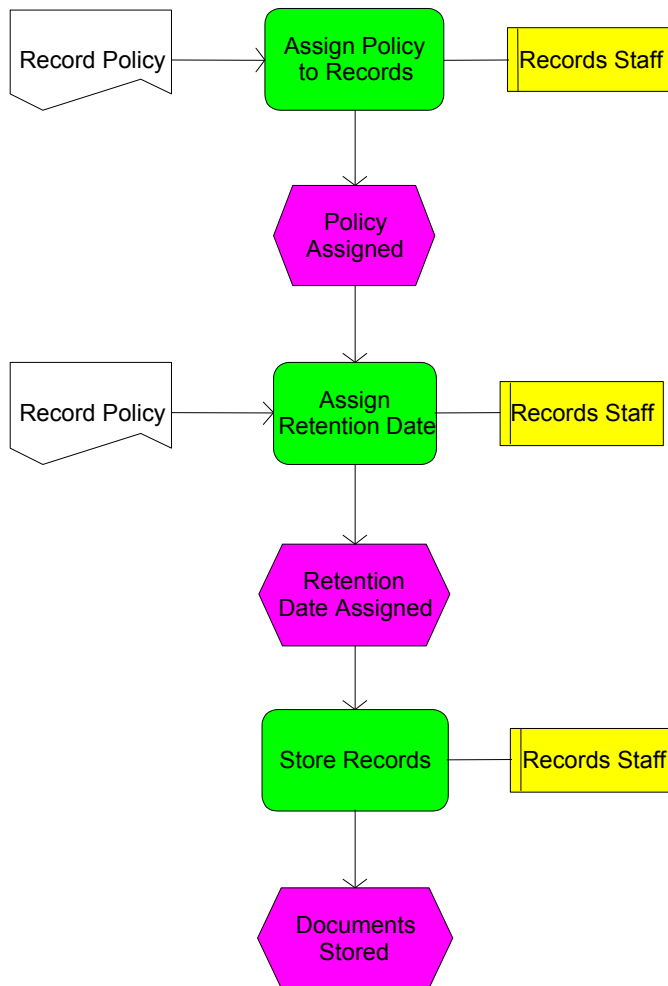 Record Policy
Assign Policy
to Records
Records Staff
Policy
Assigned
Record Policy
Assign
Retention Date
Records Staff
Retention
Date Assigned
Store Records
Records Staff
Documents
Stored